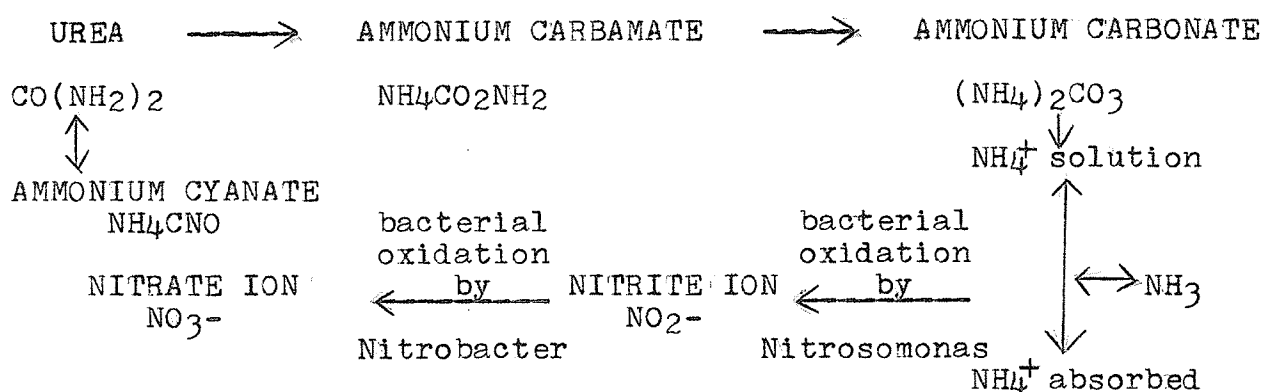 UREA ⟶ AMMONIUM CARBAMATE ⟶ AMMONIUM CARBONATE
CO(NH2)2 NH4CO2NH2 (NH4)2CO3
NH4+ solution
AMMONIUM CYANATE
NH4CNO bacterial bacterial
oxidation oxidation
NITRATE ION by NITRITE ION by NH3
NO3- NO2-
Nitrobacter Nitrosomonas
NH4+ absorbed